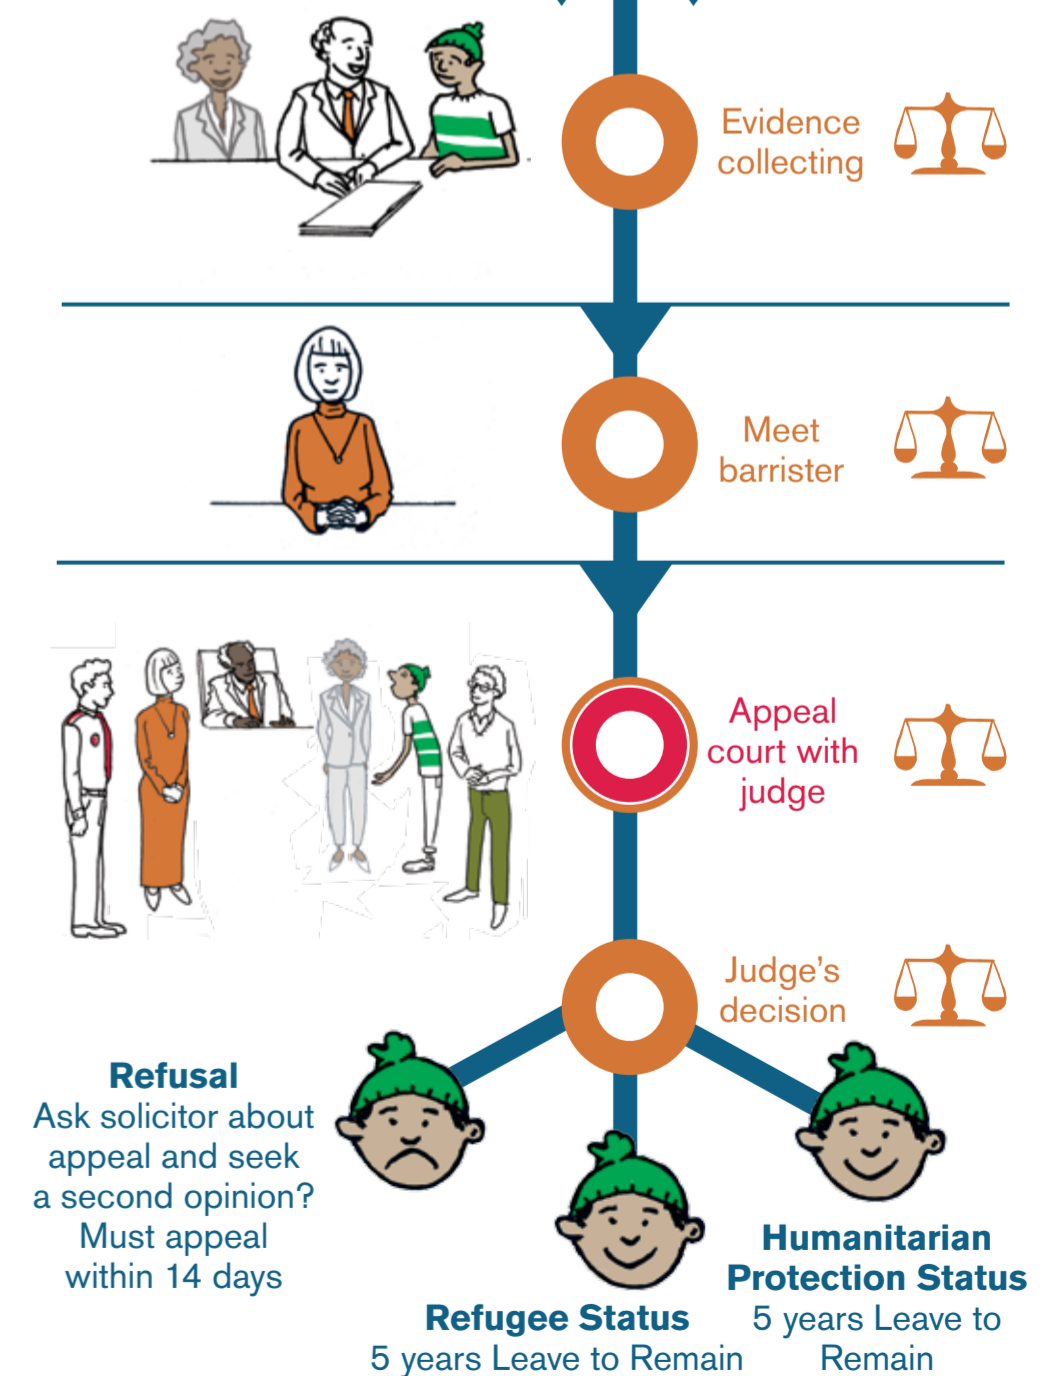 Evidence
collecting
Meet
barrister
Appeal
court with
judge
Judge’s
decision
Refusal
Ask solicitor about
appeal and seek
a second opinion?
Must appeal
within 14 days
Refugee Status
5 years Leave to Remain
Humanitarian
Protection Status
5 years Leave to
Remain